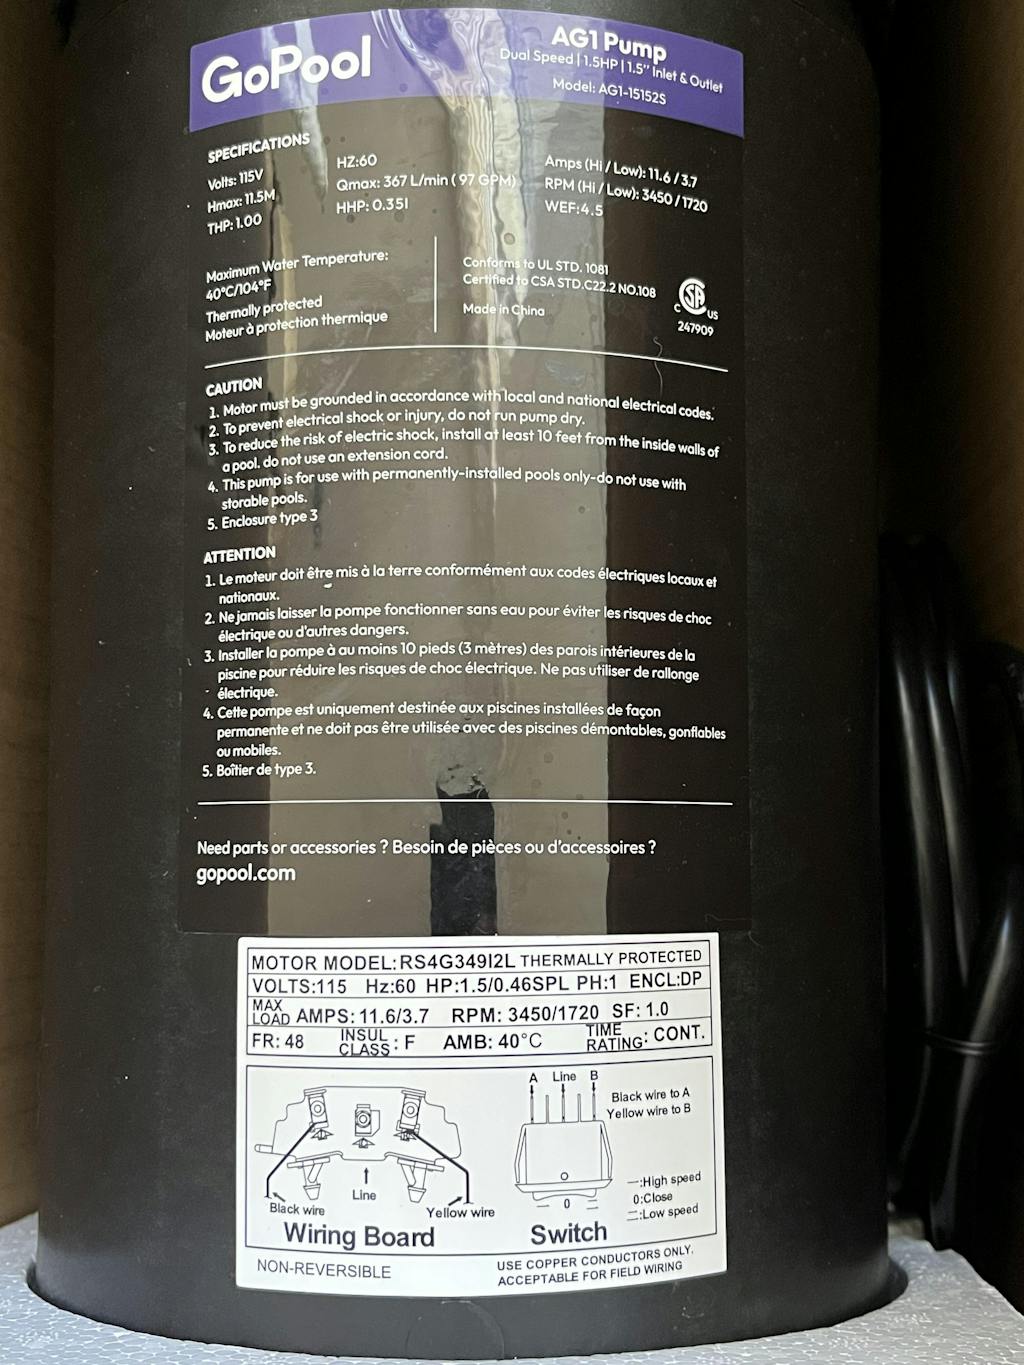 GoPool
AG1 Pump
Dual Speed | 1.5HP | 1.5" Inlet & Outlet
Model: AG1-15152S
SPECIFICATIONS
Volts: 115V
Hmax: 11.5M
THP: 1.00
HZ:60
Qmax: 367 L/min ( 97 GPM)
HHP: 0.351
Amps (Hi / Low): 11.6 / 3.7
RPM (Hi / Low): 3450 / 1720
WEF:4.5
Maximum Water Temperature:
40°C/104°F
Thermally protected
Moteur à protection thermique
Conforms to UL STD. 1081
Certified to CSA STD.C22.2 NO.108
Made in China
C SA US
247909
CAUTION
1. Motor must be grounded in accordance with local and national electrical codes.
2. To prevent electrical shock or injury, do not run pump dry.
3. To reduce the risk of electric shock, install at least 10 feet from the inside walls of
a pool. do not use an extension cord.
4. This pump is for use with permanently-installed pools only-do not use with
storable pools.
5. Enclosure type 3
ATTENTION
1. Le moteur doit être mis à la terre conformément aux codes électriques locaux et
nationaux.
2. Ne jamais laisser la pompe fonctionner sans eau pour éviter les risques de choc
électrique ou d'autres dangers.
3. Installer la pompe à au moins 10 pieds (3 mètres) des parois intérieures de la
piscine pour réduire les risques de choc électrique. Ne pas utiliser de rallonge
électrique.
4. Cette pompe est uniquement destinée aux piscines installées de façon
permanente et ne doit pas être utilisée avec des piscines démontables, gonflables
ou mobiles.
5. Boîtier de type 3.
Need parts or accessories ? Besoin de pièces ou d'accessoires ?
gopool.com
MOTOR MODEL:RS4G349I2L THERMALLY PROTECTED
VOLTS:115 Hz:60 HP:1.5/0.46SPL PH:1 ENCL:DP
MAX LOAD AMPS: 11.6/3.7 RPM: 3450/1720 SF: 1.0
FR: 48 INSUL CLASS : F AMB: 40°C TIME RATING: CONT.
A Line B
Black wire to A
Yellow wire to B
Line
Black wire
Yellow wire
— 0 =
—:High speed
0:Close
=:Low speed
Wiring Board
Switch
NON-REVERSIBLE
USE COPPER CONDUCTORS ONLY.
ACCEPTABLE FOR FIELD WIRING